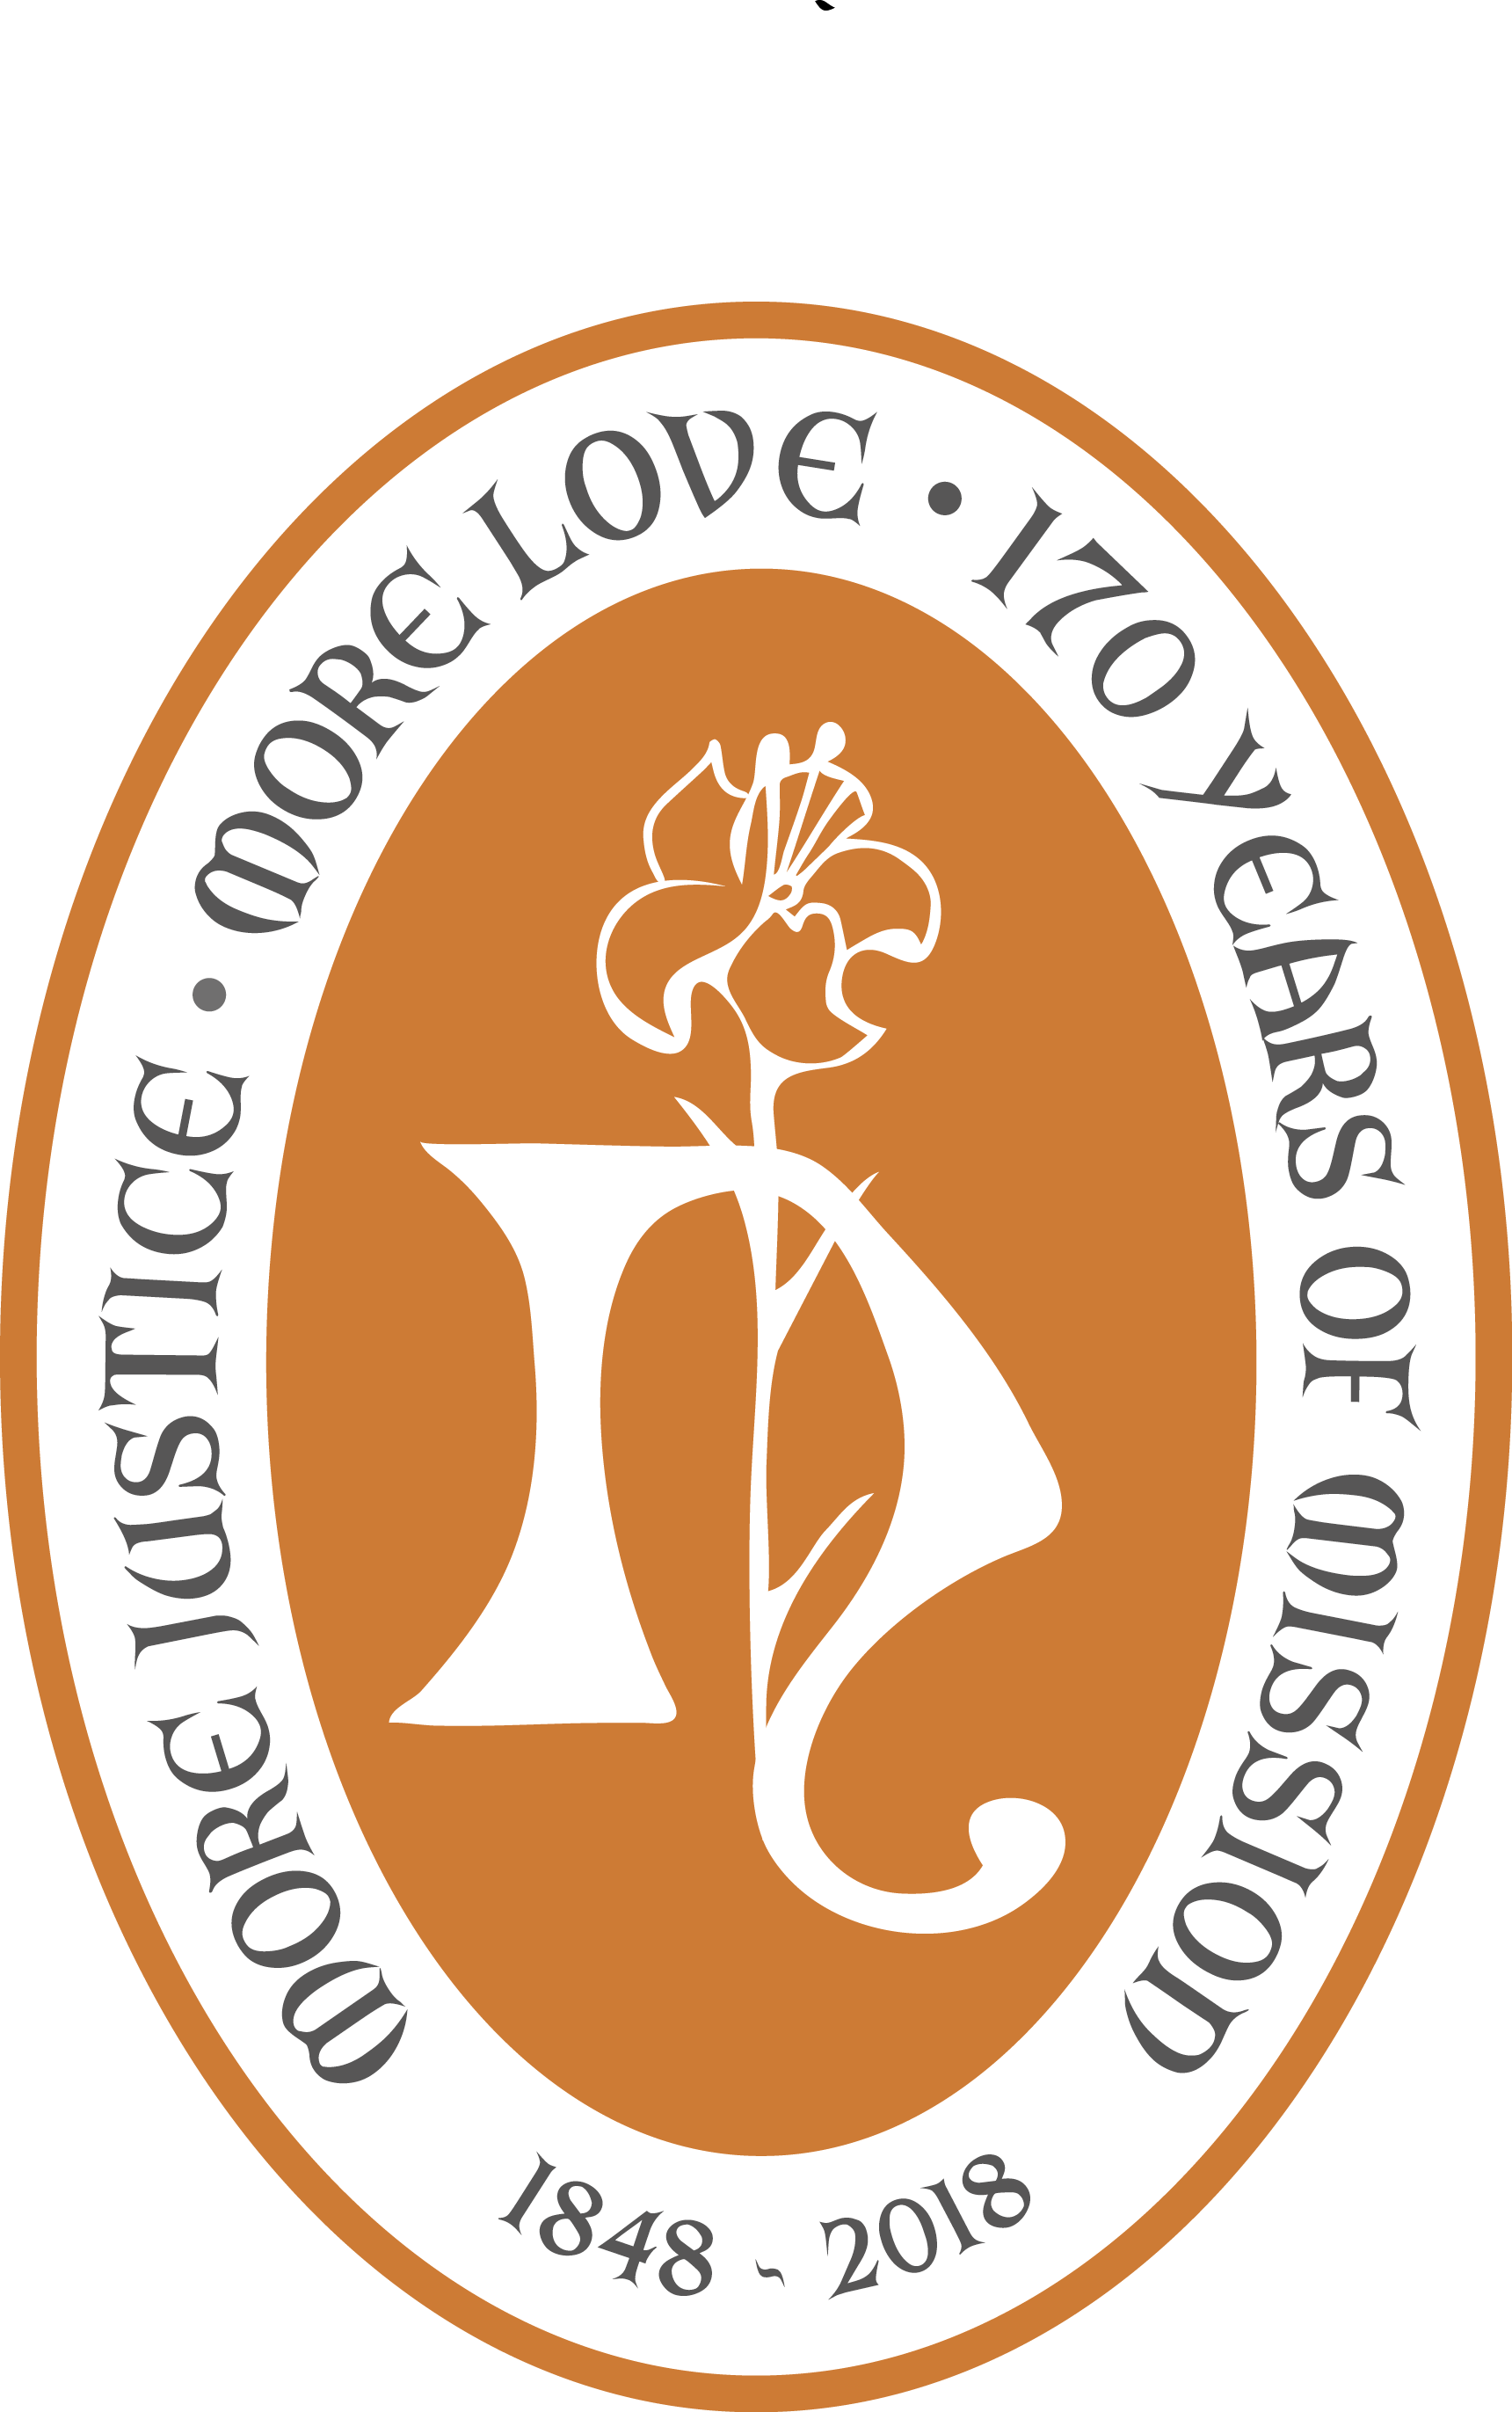 MORE JUSTICE • MORE LOVE • 170 YEARS OF MISSION
1848 ~ 2018